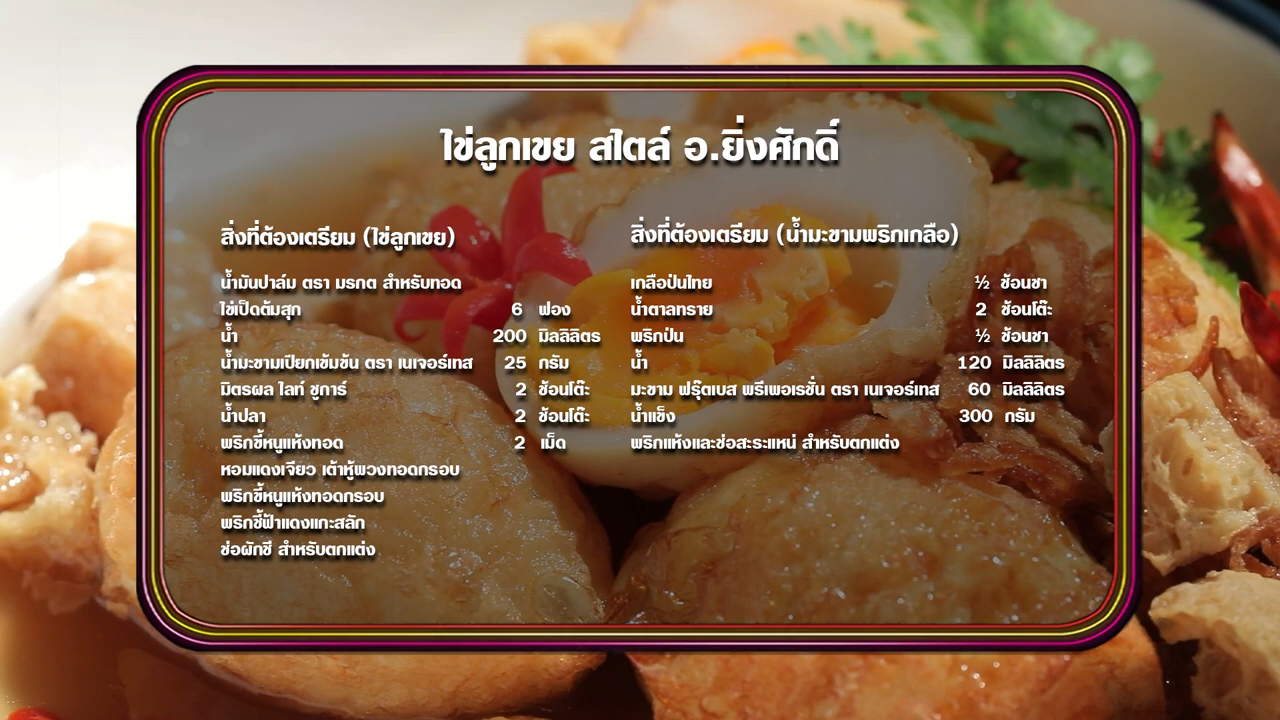 ไข่ลูกเขย สไตล์ อ.ยิ่งศักดิ์
สิ่งที่ต้องเตรียม (ไข่ลูกเขย)
น้ำมันปาล์ม ตรา มรกต สำหรับทอด
ไข่เป็ดต้มสุก 6 ฟอง
น้ำ 200 มิลลิลิตร
น้ำมะขามเปียกเข้มข้น ตรา เนเจอร์เทส 25 กรัม
มิตรผล ไลท์ ชูการ์ 2 ช้อนโต๊ะ
น้ำปลา 2 ช้อนโต๊ะ
พริกขี้หนูแห้งทอด 2 เม็ด
หอมแดงเจียว เต้าหู้พวงทอดกรอบ
พริกขี้หนูแห้งทอดกรอบ
พริกชี้ฟ้าแดงแกะสลัก
ช่อผักชี สำหรับตกแต่ง
สิ่งที่ต้องเตรียม (น้ำมะขามพริกเกลือ)
เกลือป่นไทย ½ ช้อนชา
น้ำตาลทราย 2 ช้อนโต๊ะ
พริกป่น ½ ช้อนชา
น้ำ 120 มิลลิลิตร
มะขาม ฟรุ๊ตเบส พรีเพอเรชั่น ตรา เนเจอร์เทส 60 มิลลิลิตร
น้ำแข็ง 300 กรัม
พริกแห้งและช่อสะระแหน่ สำหรับตกแต่ง